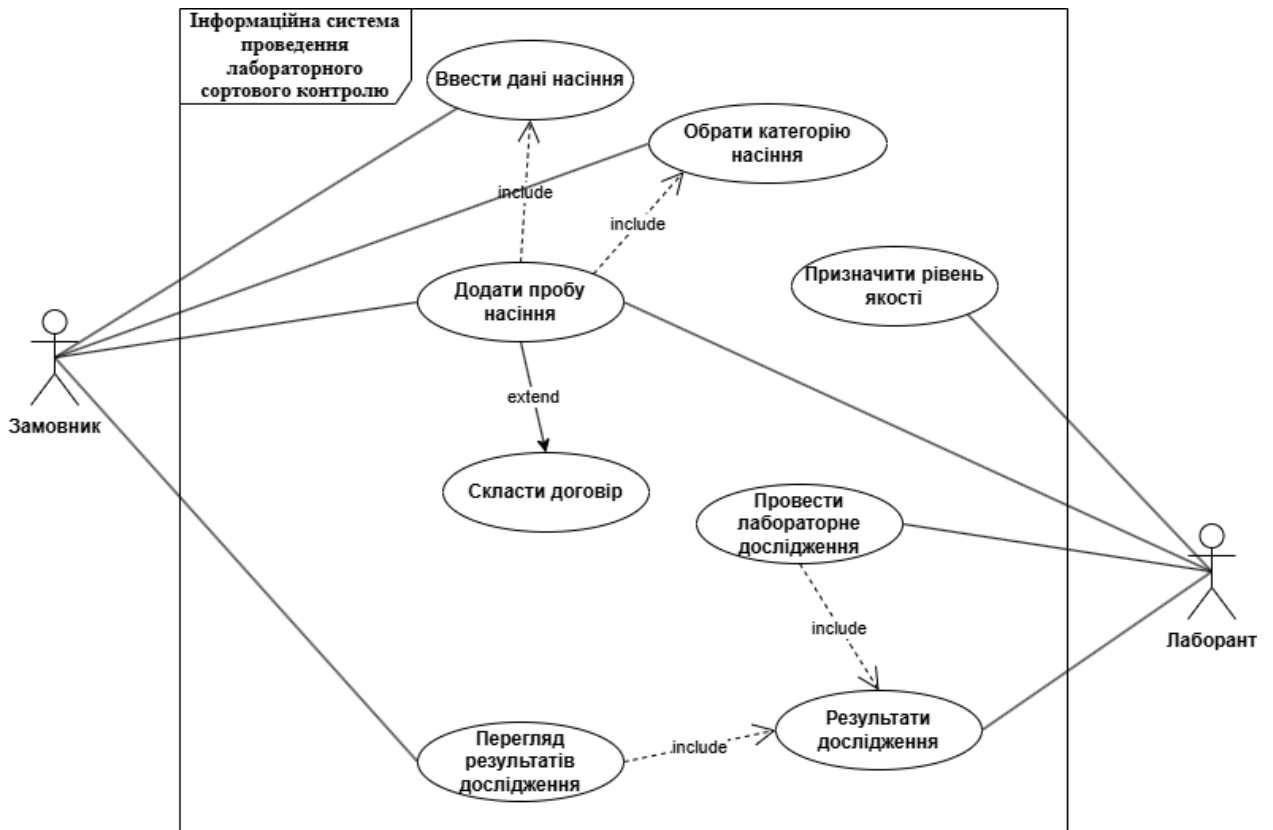 Інформаційна система
проведення
лабораторного
сортового контролю
Ввести дані насіння
Обрати категорію
насіння
include
include
Додати пробу
насіння
Призначити рівень
якості
extend
Замовник
Скласти договір
Провести
лабораторне
дослідження
include
Лаборант
Перегляд
результатів
дослідження
include
Результати
дослідження